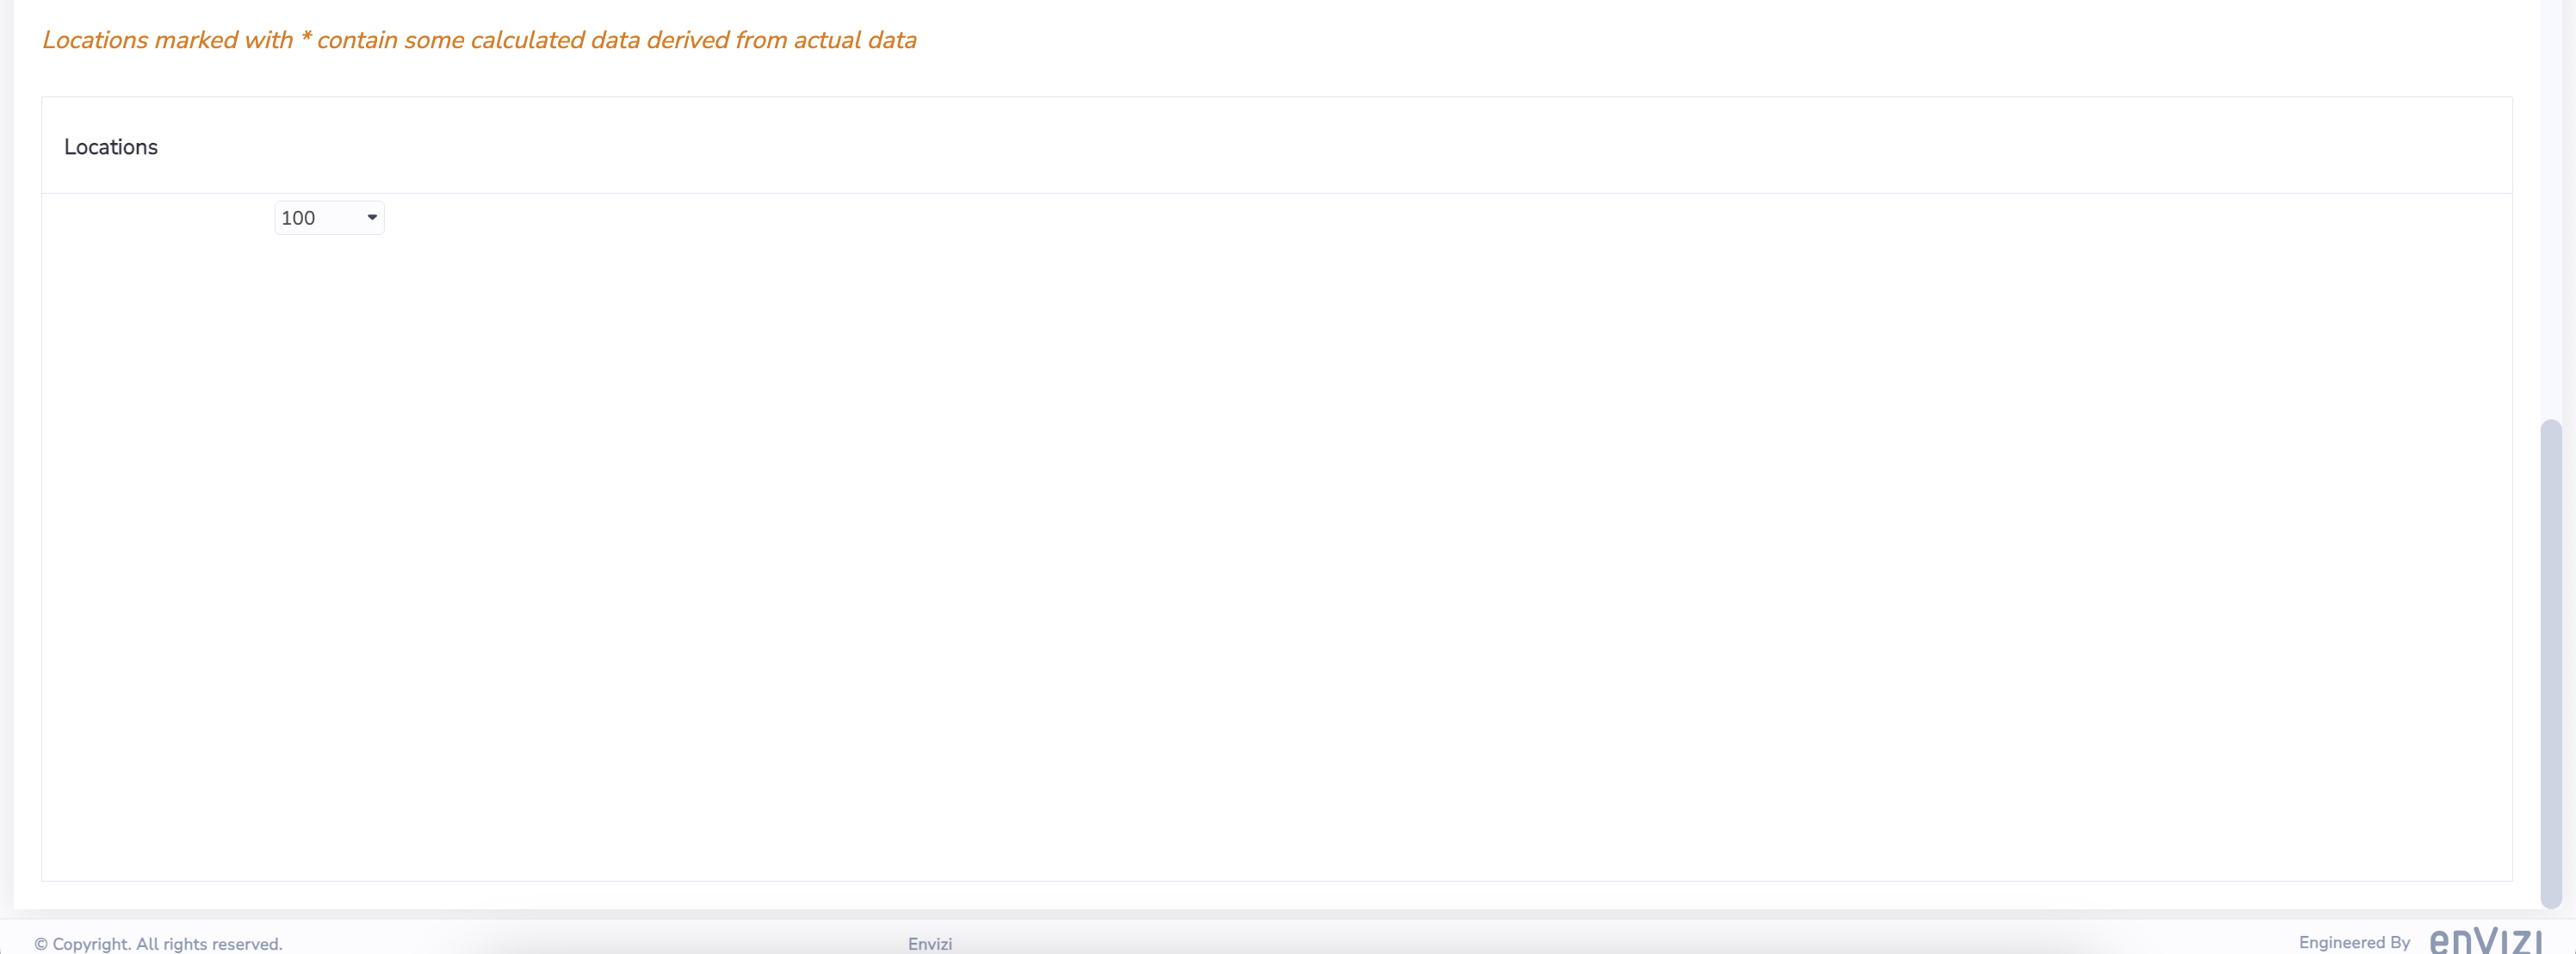 Locations marked with * contain some calculated data derived from actual data
Locations
100
© Copyright. All rights reserved.
Envizi
Engineered By
enVIZI